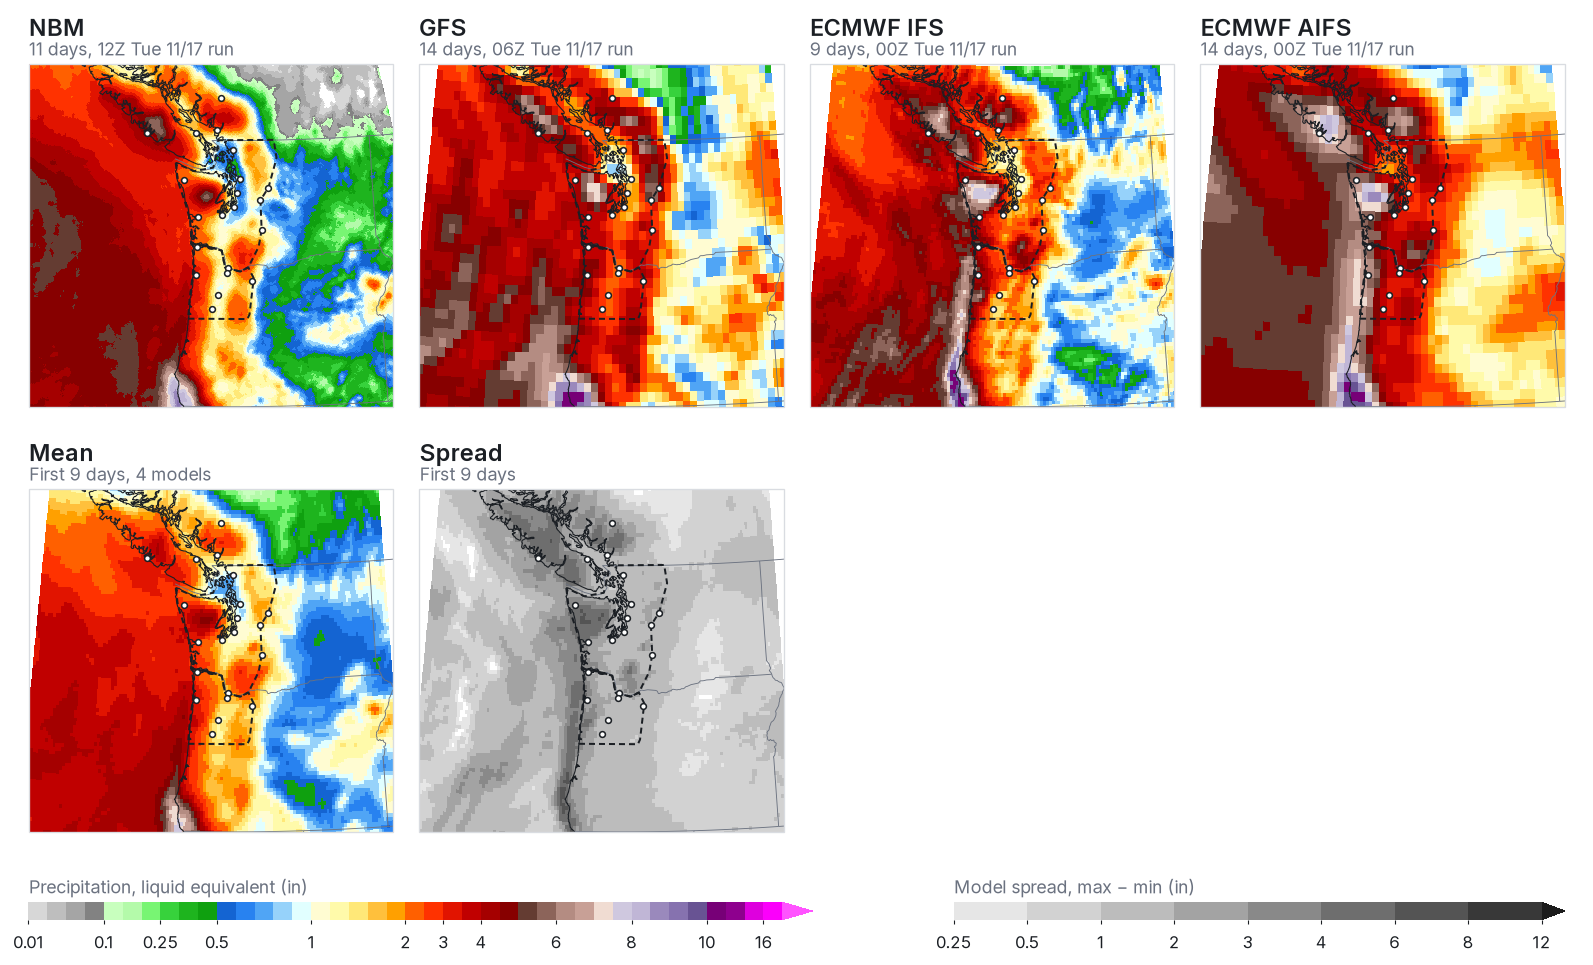 NBM
11 days, 12Z Tue 11/17 run
GFS
14 days, 06Z Tue 11/17 run
ECMWF IFS
9 days, 00Z Tue 11/17 run
ECMWF AIFS
14 days, 00Z Tue 11/17 run
Mean
First 9 days, 4 models
Spread
First 9 days
Precipitation, liquid equivalent (in)
0.01 0.1 0.25 0.5 1 2 3 4 6 8 10 16
Model spread, max − min (in)
0.25 0.5 1 2 3 4 6 8 12